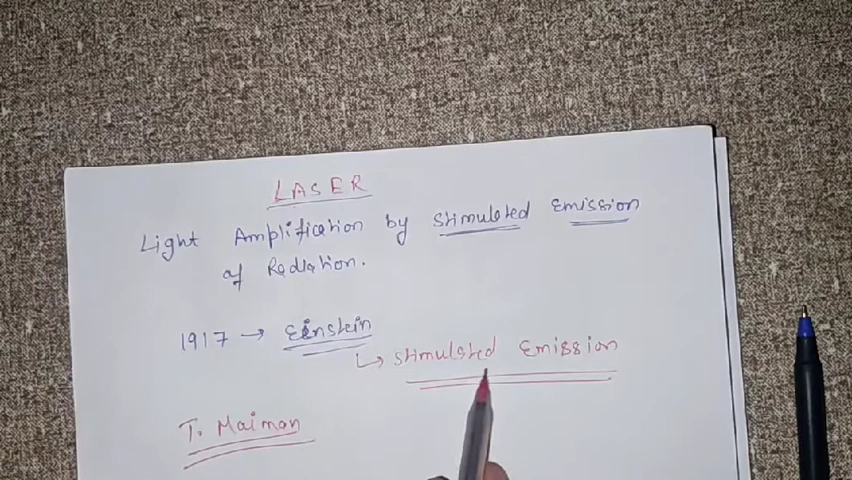 LASER
Light Amplification by Stimulated Emission
of Radiation.
1917 → Einstein
↳ Stimulated Emission
T. Maiman